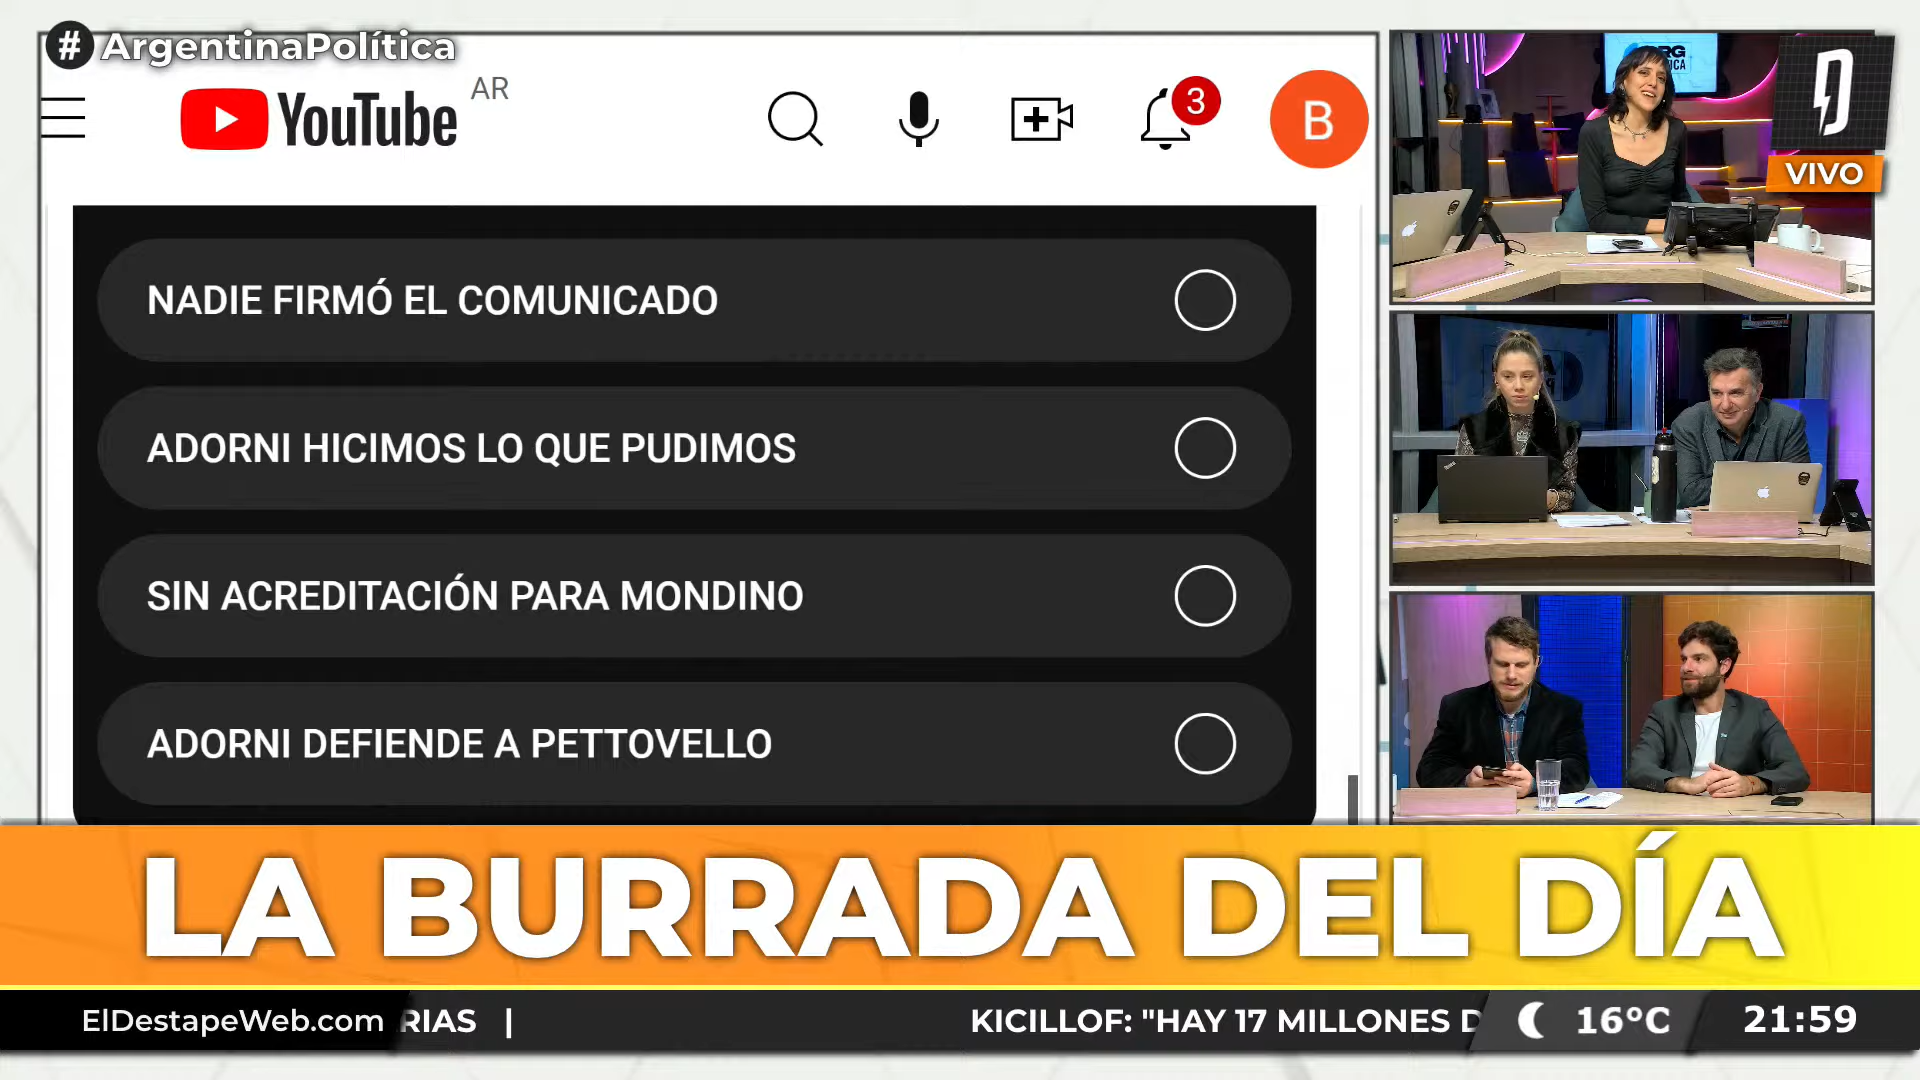 # ArgentinaPolítica
YouTube AR
3
B
VIVO
NADIE FIRMÓ EL COMUNICADO
ADORNI HICIMOS LO QUE PUDIMOS
SIN ACREDITACIÓN PARA MONDINO
ADORNI DEFIENDE A PETTOVELLO
LA BURRADA DEL DÍA
ElDestapeWeb.com RIAS | KICILLOF: "HAY 17 MILLONES D 16°C 21:59